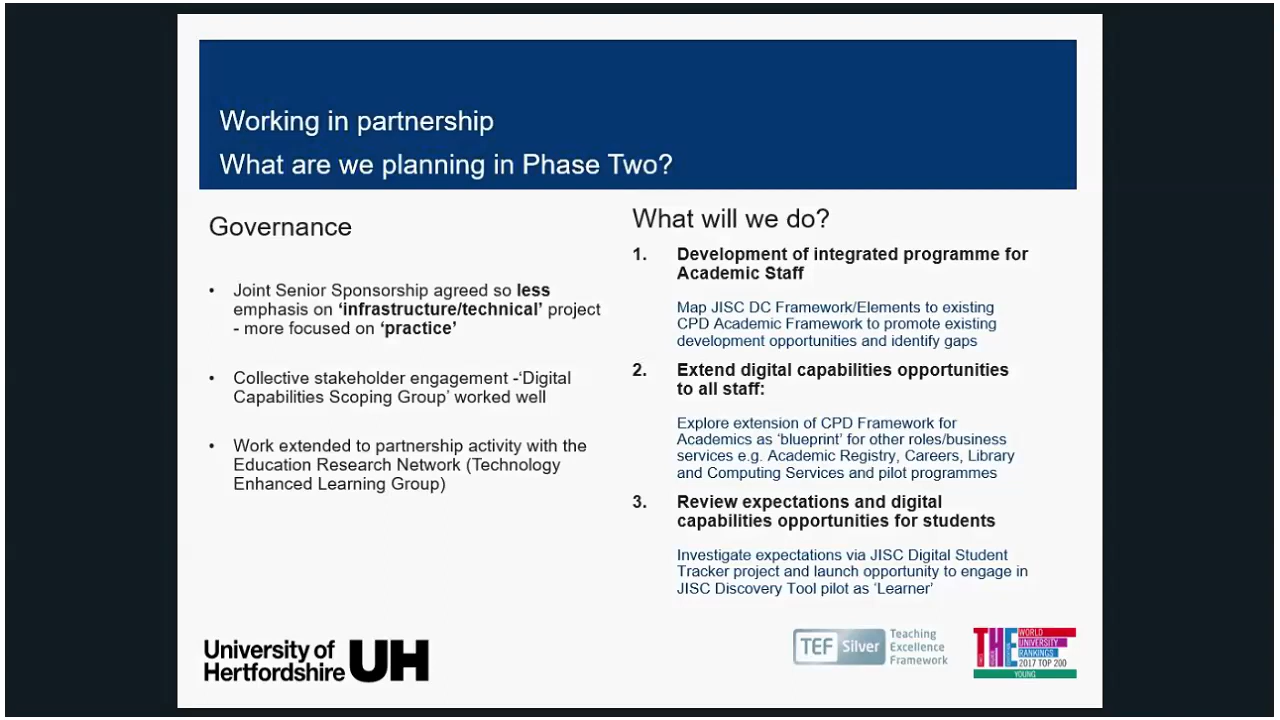 Working in partnership
What are we planning in Phase Two?
Governance
• Joint Senior Sponsorship agreed so less
emphasis on ‘infrastructure/technical’ project
- more focused on ‘practice’
• Collective stakeholder engagement -‘Digital
Capabilities Scoping Group’ worked well
• Work extended to partnership activity with the
Education Research Network (Technology
Enhanced Learning Group)
What will we do?
1. Development of integrated programme for
Academic Staff
Map JISC DC Framework/Elements to existing
CPD Academic Framework to promote existing
development opportunities and identify gaps
2. Extend digital capabilities opportunities
to all staff:
Explore extension of CPD Framework for
Academics as ‘blueprint’ for other roles/business
services e.g. Academic Registry, Careers, Library
and Computing Services and pilot programmes
3. Review expectations and digital
capabilities opportunities for students
Investigate expectations via JISC Digital Student
Tracker project and launch opportunity to engage in
JISC Discovery Tool pilot as ‘Learner’
University of
Hertfordshire UH
TEF Silver
Teaching
Excellence
Framework
THE
WORLD
UNIVERSITY
RANKINGS
2017 TOP 200
YOUNG